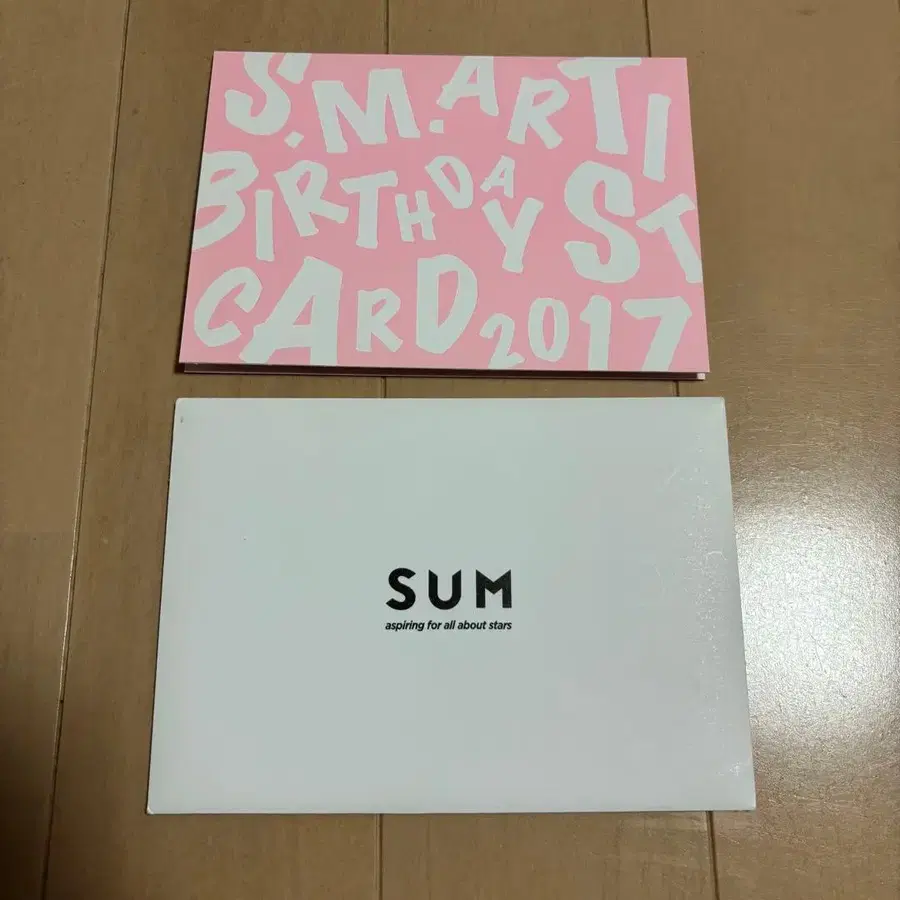 S.M.ARTI
BIRTHDAY ST
CARD 2017
SUM
aspiring for all about stars